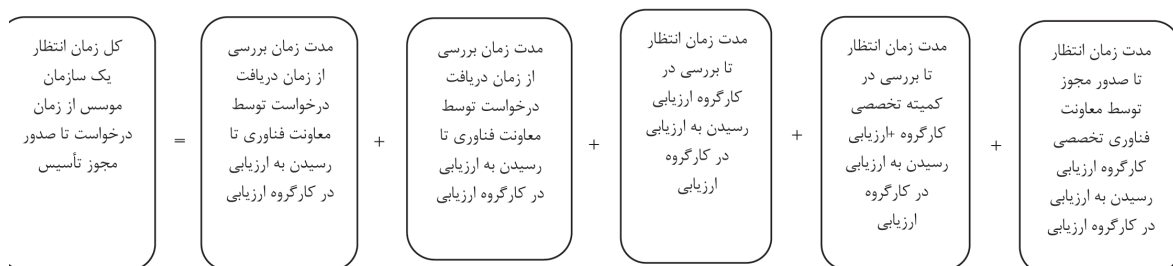 کل زمان انتظار
یک سازمان
موسس از زمان
درخواست تا صدور
مجوز تأسیس
=
مدت زمان بررسی
از زمان دریافت
درخواست توسط
معاونت فناوری تا
رسیدن به ارزیابی
در کارگروه ارزیابی
+
مدت زمان بررسی
از زمان دریافت
درخواست توسط
معاونت فناوری تا
رسیدن به ارزیابی
در کارگروه ارزیابی
+
مدت زمان انتظار
تا بررسی در
کارگروه ارزیابی
رسیدن به ارزیابی
در کارگروه
ارزیابی
+
مدت زمان انتظار
تا بررسی در
کمیته تخصصی
کارگروه +ارزیابی
رسیدن به ارزیابی
در کارگروه
ارزیابی
+
مدت زمان انتظار
تا صدور مجوز
توسط معاونت
فناوری تخصصی
کارگروه ارزیابی
رسیدن به ارزیابی
در کارگروه ارزیابی